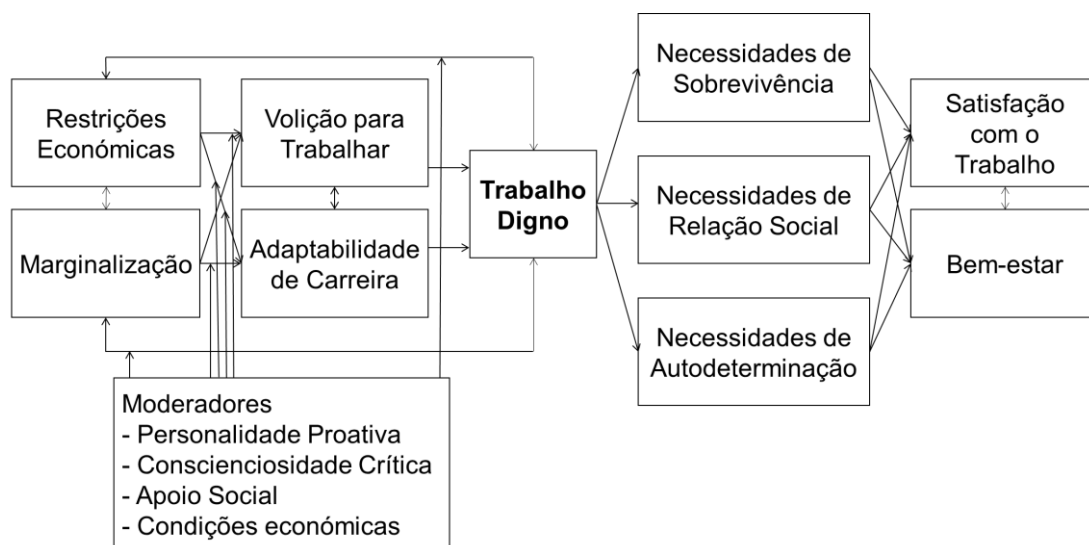 Restrições
Económicas
Marginalização
Volição para
Trabalhar
Adaptabilidade
de Carreira
Trabalho
Digno
Necessidades de
Sobrevivência
Necessidades de
Relação Social
Necessidades de
Autodeterminação
Satisfação
com o
Trabalho
Bem-estar
Moderadores
- Personalidade Proativa
- Conscienciosidade Crítica
- Apoio Social
- Condições económicas